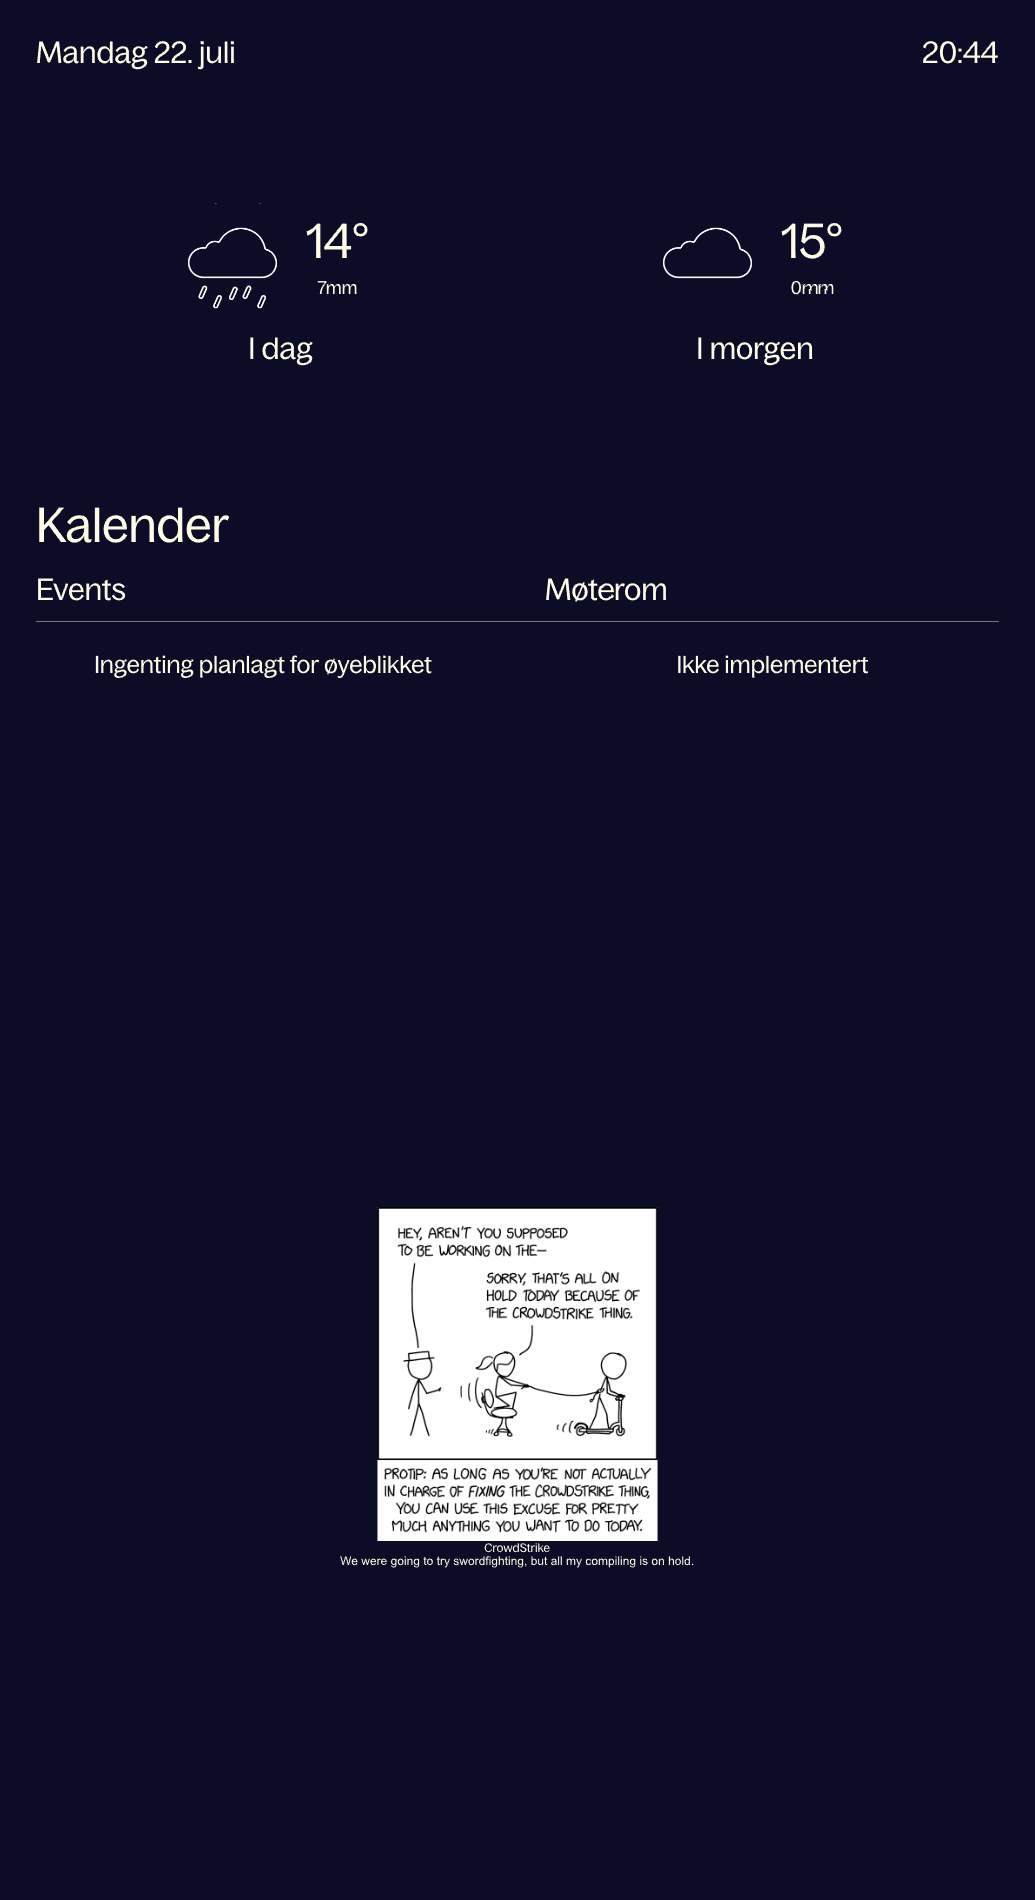 Mandag 22. juli
20:44
14°
7mm
I dag
15°
0mm
I morgen
Kalender
Events
Møterom
Ingenting planlagt for øyeblikket
Ikke implementert
HEY, AREN'T YOU SUPPOSED
TO BE WORKING ON THE—
SORRY, THAT'S ALL ON
HOLD TODAY BECAUSE OF
THE CROWDSTRIKE THING.
PROTIP: AS LONG AS YOU'RE NOT ACTUALLY
IN CHARGE OF FIXING THE CROWDSTRIKE THING,
YOU CAN USE THIS EXCUSE FOR PRETTY
MUCH ANYTHING YOU WANT TO DO TODAY.
CrowdStrike
We were going to try swordfighting, but all my compiling is on hold.